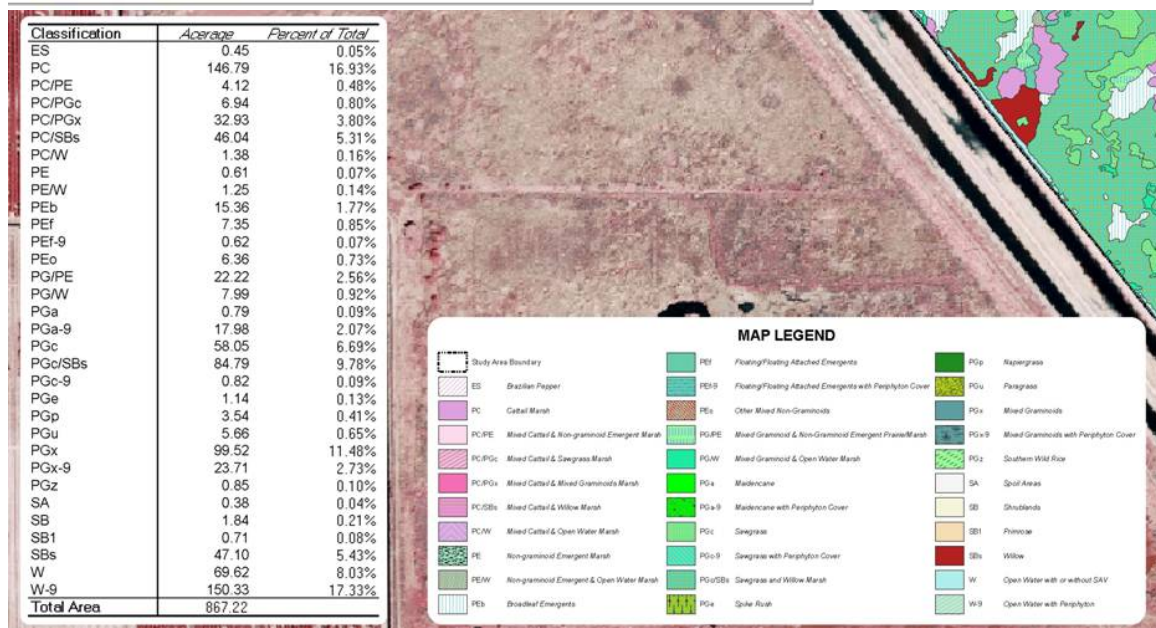 Classification Acerage Percent of Total
ES 0.45 0.05%
PC 146.79 16.93%
PC/PE 4.12 0.48%
PC/PGc 6.94 0.80%
PC/PGx 32.93 3.80%
PC/SBs 46.04 5.31%
PC/W 1.38 0.16%
PE 0.61 0.07%
PE/W 1.25 0.14%
PEb 15.36 1.77%
PEf 7.35 0.85%
PEf-9 0.62 0.07%
PEo 6.36 0.73%
PG/PE 22.22 2.56%
PG/W 7.99 0.92%
PGa 0.79 0.09%
PGa-9 17.98 2.07%
PGc 58.05 6.69%
PGc/SBs 84.79 9.78%
PGc-9 0.82 0.09%
PGe 1.14 0.13%
PGp 3.54 0.41%
PGu 5.66 0.65%
PGx 99.52 11.48%
PGx-9 23.71 2.73%
PGz 0.85 0.10%
SA 0.38 0.04%
SB 1.84 0.21%
SB1 0.71 0.08%
SBs 47.10 5.43%
W 69.62 8.03%
W-9 150.33 17.33%
Total Area 867.22
MAP LEGEND
Study Area Boundary
ES Brazilian Pepper
PC Cattail Marsh
PC/PE Mixed Cattail & Non-graminoid Emergent Marsh
PC/PGc Mixed Cattail & Sawgrass Marsh
PC/PGx Mixed Cattail & Mixed Graminoids Marsh
PC/SBs Mixed Cattail & Willow Marsh
PC/W Mixed Cattail & Open Water Marsh
PE Non-graminoid Emergent Marsh
PE/W Non-graminoid Emergent & Open Water Marsh
PEb Broadleaf Emergents
PEf Floating/Floating Attached Emergents
PEf-9 Floating/Floating Attached Emergents with Periphyton Cover
PEo Other Mixed Non-Graminoids
PG/PE Mixed Graminoid & Non-Graminoid Emergent Prairie/Marsh
PG/W Mixed Graminoid & Open Water Marsh
PGa Maidencane
PGa-9 Maidencane with Periphyton Cover
PGc Sawgrass
PGc-9 Sawgrass with Periphyton Cover
PGc/SBs Sawgrass and Willow Marsh
PGe Spike Rush
PGp Napiergrass
PGu Paragrass
PGx Mixed Graminoids
PGx-9 Mixed Graminoids with Periphyton Cover
PGz Southern Wild Rice
SA Spoil Areas
SB Shrublands
SB1 Primrose
SBs Willow
W Open Water with or without SAV
W-9 Open Water with Periphyton